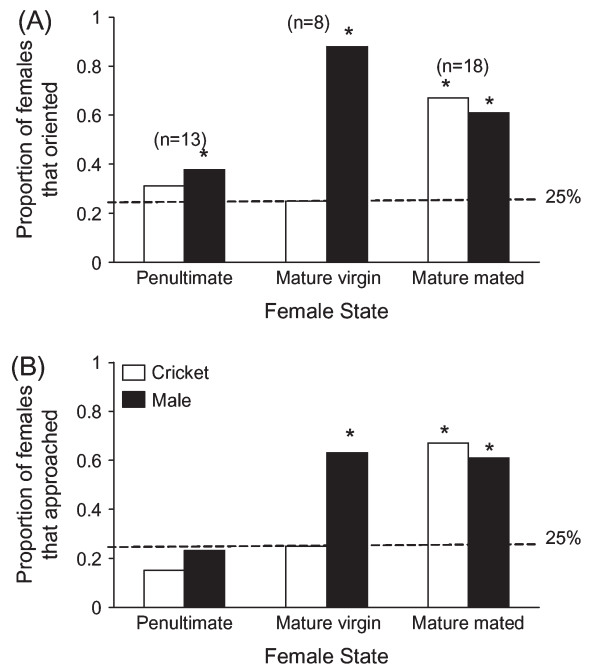 (A)
Proportion of females
that oriented
1
0.8
0.6
0.4
0.2
0
(n=13)
*
(n=8)
*
(n=18)
*
*
25%
Penultimate
Mature virgin
Mature mated
Female State
(B)
Proportion of females
that approached
1
0.8
0.6
0.4
0.2
0
Cricket
Male
*
*
*
25%
Penultimate
Mature virgin
Mature mated
Female State